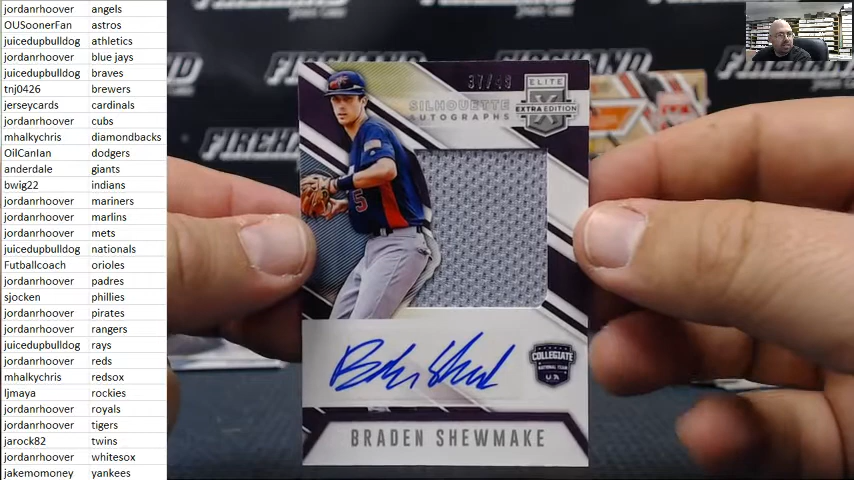 jordanrhoover angels
OUSoonerFan astros
juicedupbulldog athletics
jordanrhoover blue jays
juicedupbulldog braves
tnj0426 brewers
jerseycards cardinals
jordanrhoover cubs
mhalkychris diamondbacks
OilCanIan dodgers
anderdale giants
bwig22 indians
jordanrhoover mariners
jordanrhoover marlins
jordanrhoover mets
juicedupbulldog nationals
Futballcoach orioles
jordanrhoover padres
sjocken phillies
jordanrhoover pirates
jordanrhoover rangers
juicedupbulldog rays
jordanrhoover reds
mhalkychris redsox
ljmaya rockies
jordanrhoover royals
jordanrhoover tigers
jarock82 twins
jordanrhoover whitesox
jakemomoney yankees
FIREHAND
ELITE
EXTRA EDITION
SILHOUETTE
AUTOGRAPHS
5
COLLEGIATE
NATIONAL TEAM
USA
BRADEN SHEWMAKE